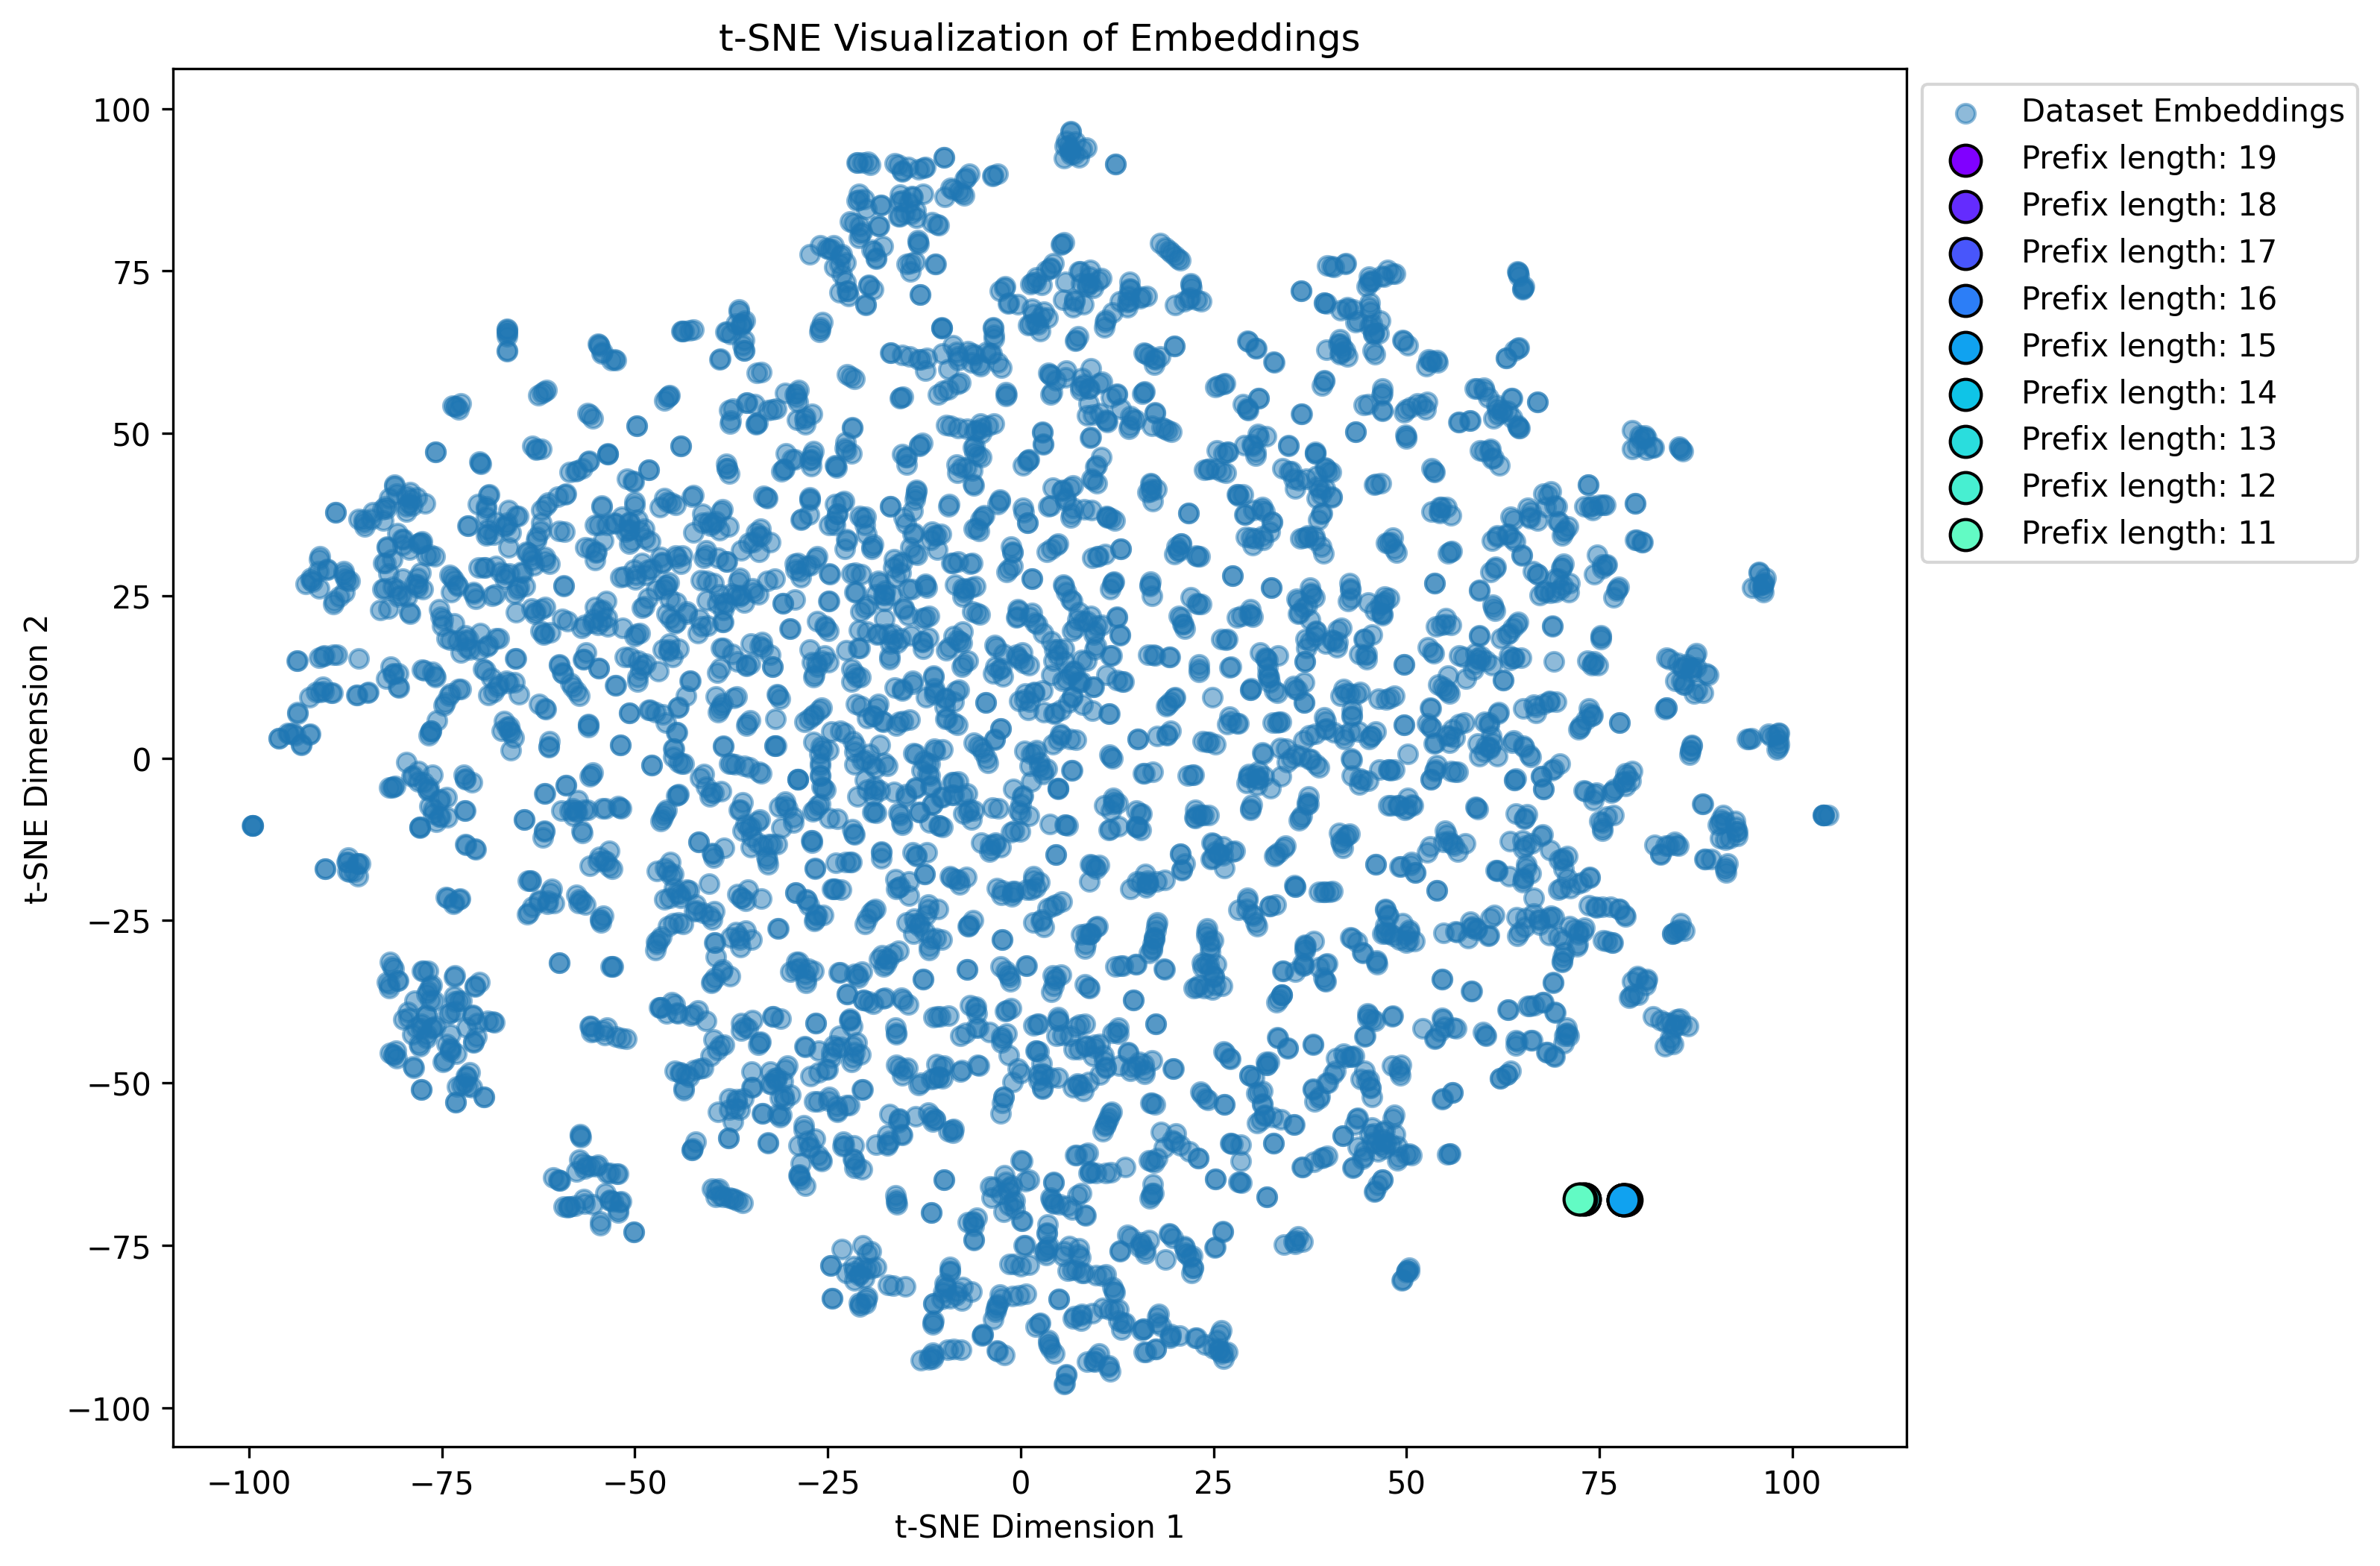 t-SNE Visualization of Embeddings
100
75
50
25
0
−25
−50
−75
−100
t-SNE Dimension 2
−100 −75 −50 −25 0 25 50 75 100
t-SNE Dimension 1
Dataset Embeddings
Prefix length: 19
Prefix length: 18
Prefix length: 17
Prefix length: 16
Prefix length: 15
Prefix length: 14
Prefix length: 13
Prefix length: 12
Prefix length: 11